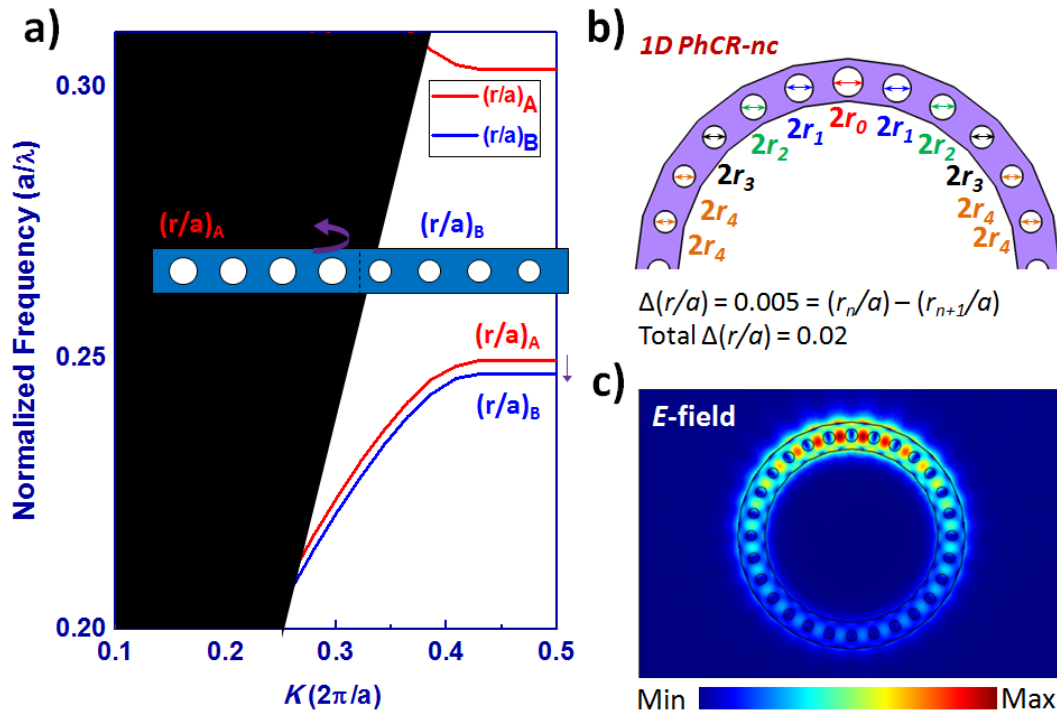 a)
Normalized Frequency (a/λ)
0.30
0.25
0.20
0.1 0.2 0.3 0.4 0.5
K (2π/a)
(r/a)A
(r/a)B
(r/a)A
(r/a)B
(r/a)A
(r/a)B
b)
1D PhCR-nc
2r2 2r1 2r0 2r1 2r2
2r3 2r3
2r4 2r4
2r4 2r4
Δ(r/a) = 0.005 = (rn/a) – (rn+1/a)
Total Δ(r/a) = 0.02
c)
E-field
Min Max